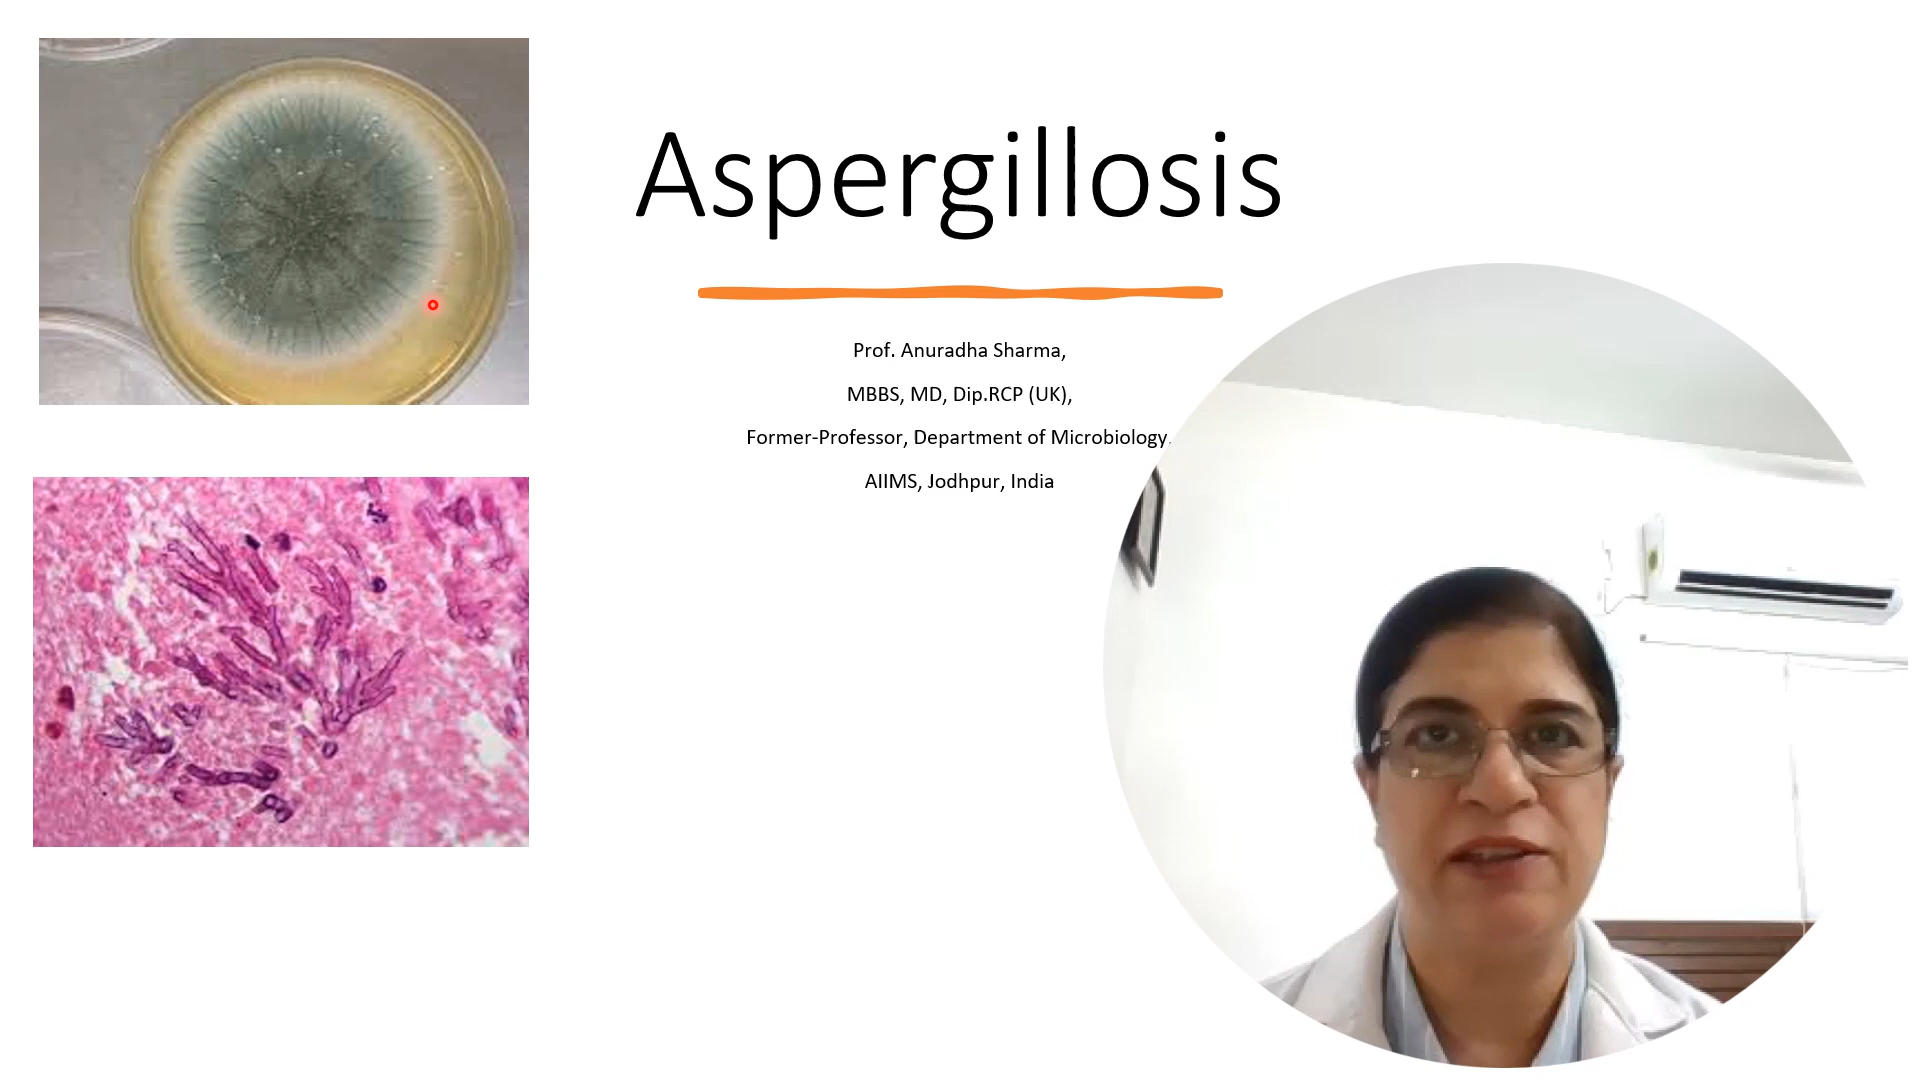 Aspergillosis
Prof. Anuradha Sharma,
MBBS, MD, Dip.RCP (UK),
Former-Professor, Department of Microbiology,
AIIMS, Jodhpur, India